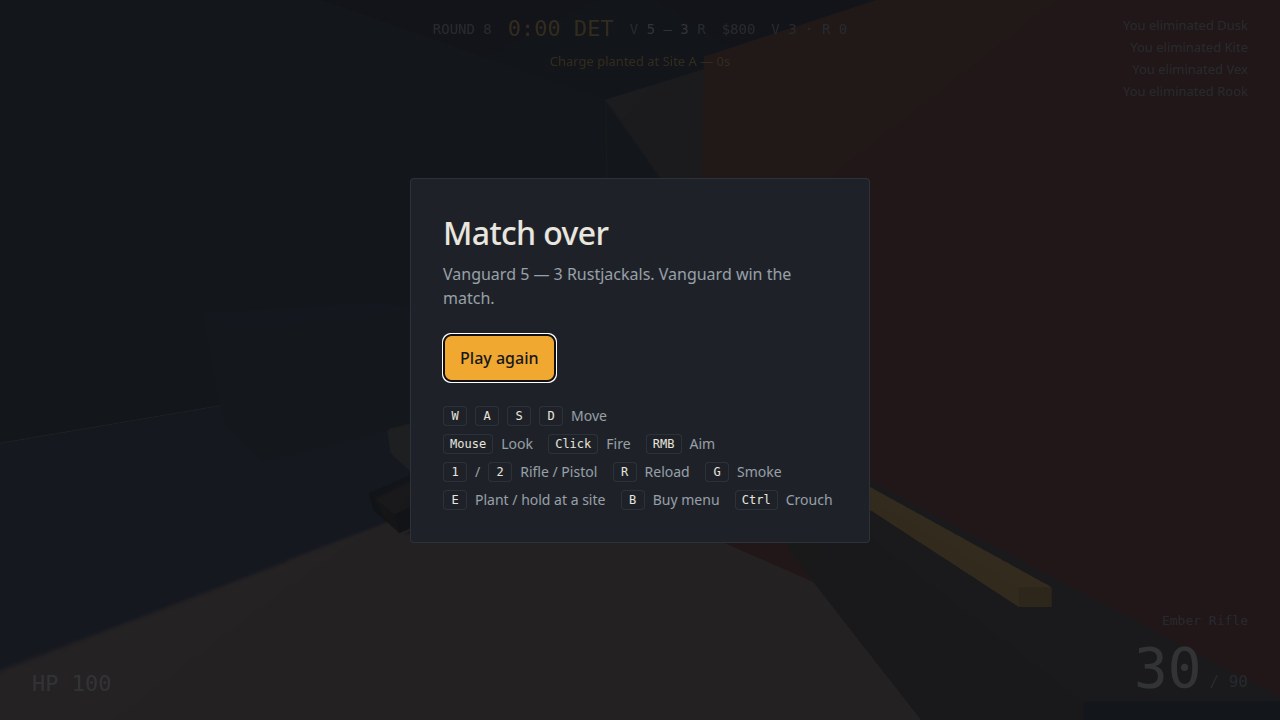 ROUND 8 0:00 DET V 5 — 3 R $800 V 3 · R 0
Charge planted at Site A — 0s
You eliminated Dusk
You eliminated Kite
You eliminated Vex
You eliminated Rook
Match over
Vanguard 5 — 3 Rustjackals. Vanguard win the
match.
Play again
W A S D Move
Mouse Look Click Fire RMB Aim
1 / 2 Rifle / Pistol R Reload G Smoke
E Plant / hold at a site B Buy menu Ctrl Crouch
Ember Rifle
30 / 90
HP 100